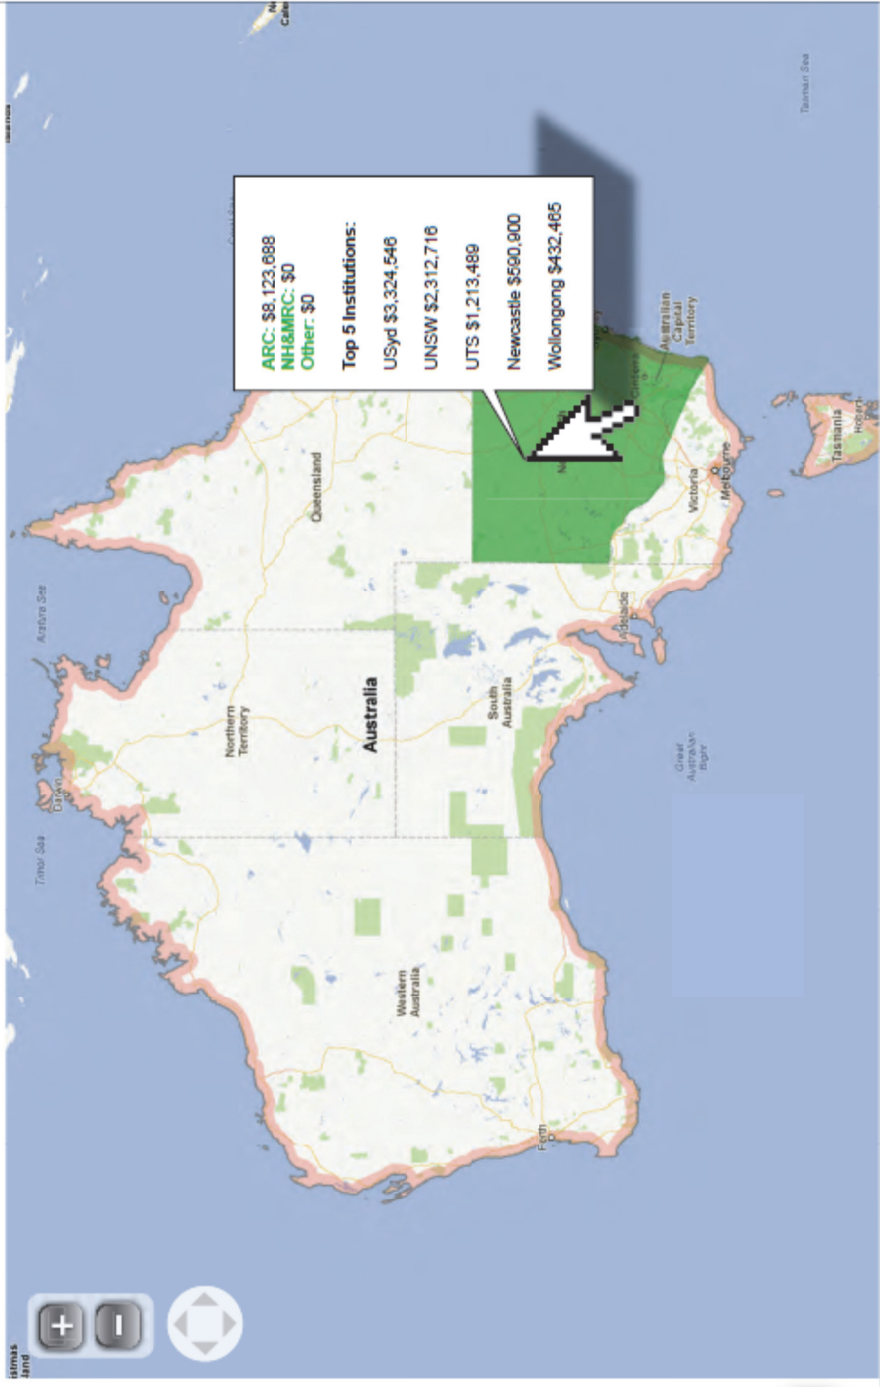 Tasman Sea
ARC: $8,123,688
NH&MRC: $0
Other: $0
Top 5 Institutions:
USyd $3,324,546
UNSW $2,312,716
UTS $1,213,489
Newcastle $590,900
Wollongong $432,465
Arafura Sea
Timor Sea
Darwin
Northern
Territory
Queensland
Australia
Western
Australia
South
Australia
Perth
Adelaide
Great
Australian
Bight
Victoria
Melbourne
Australian
Capital
Territory
Tasmania
Hobart
+
−